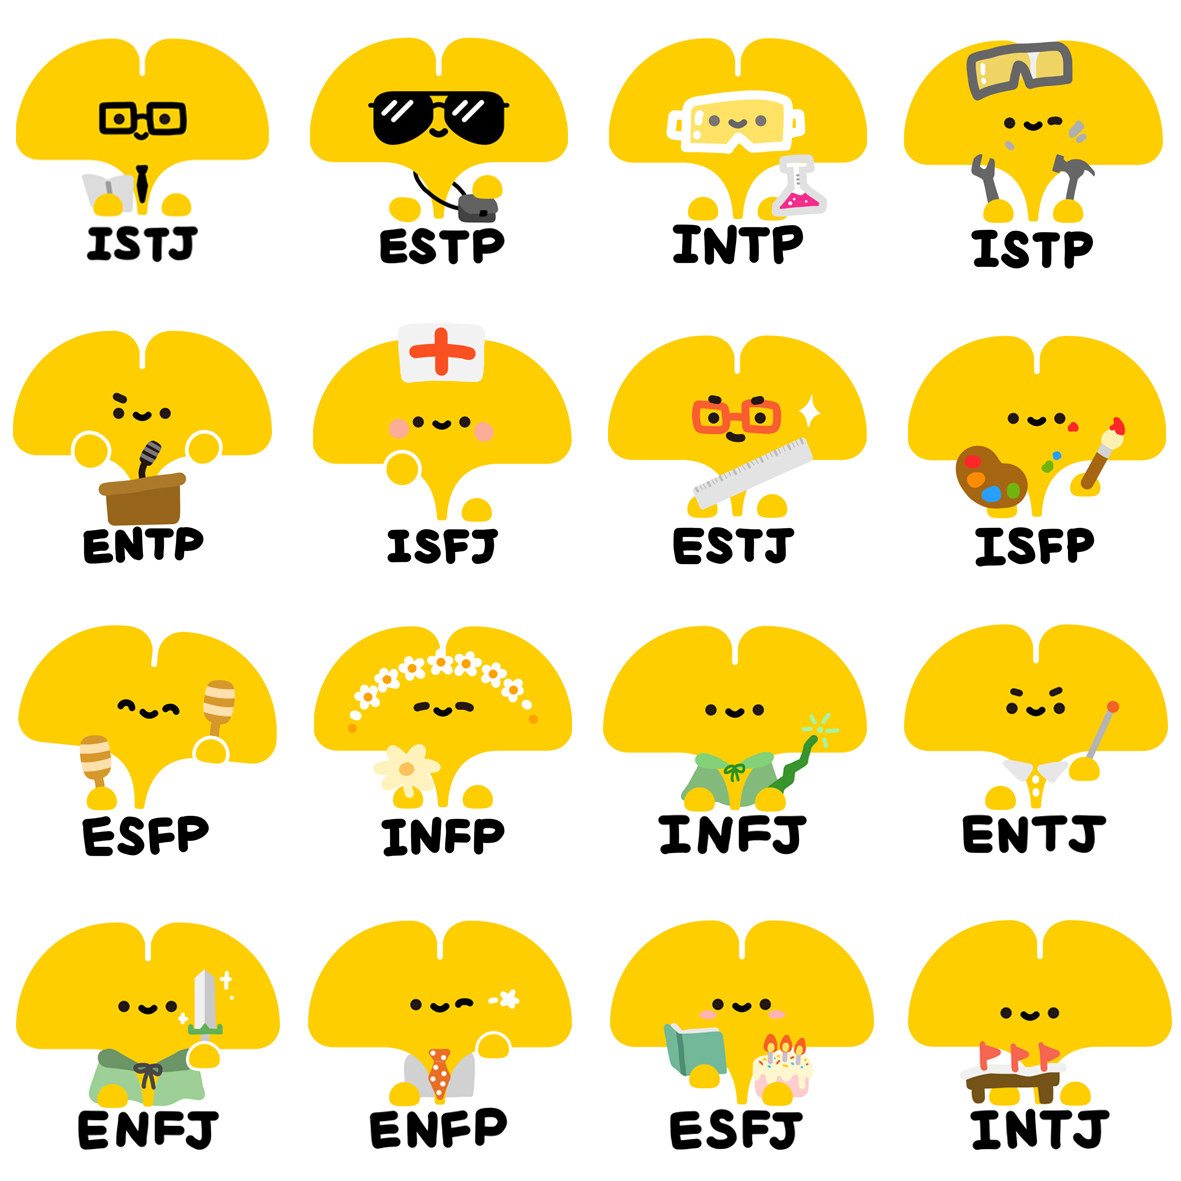 ISTJ ESTP INTP ISTP
ENTP ISFJ ESTJ ISFP
ESFP INFP INFJ ENTJ
ENFJ ENFP ESFJ INTJ